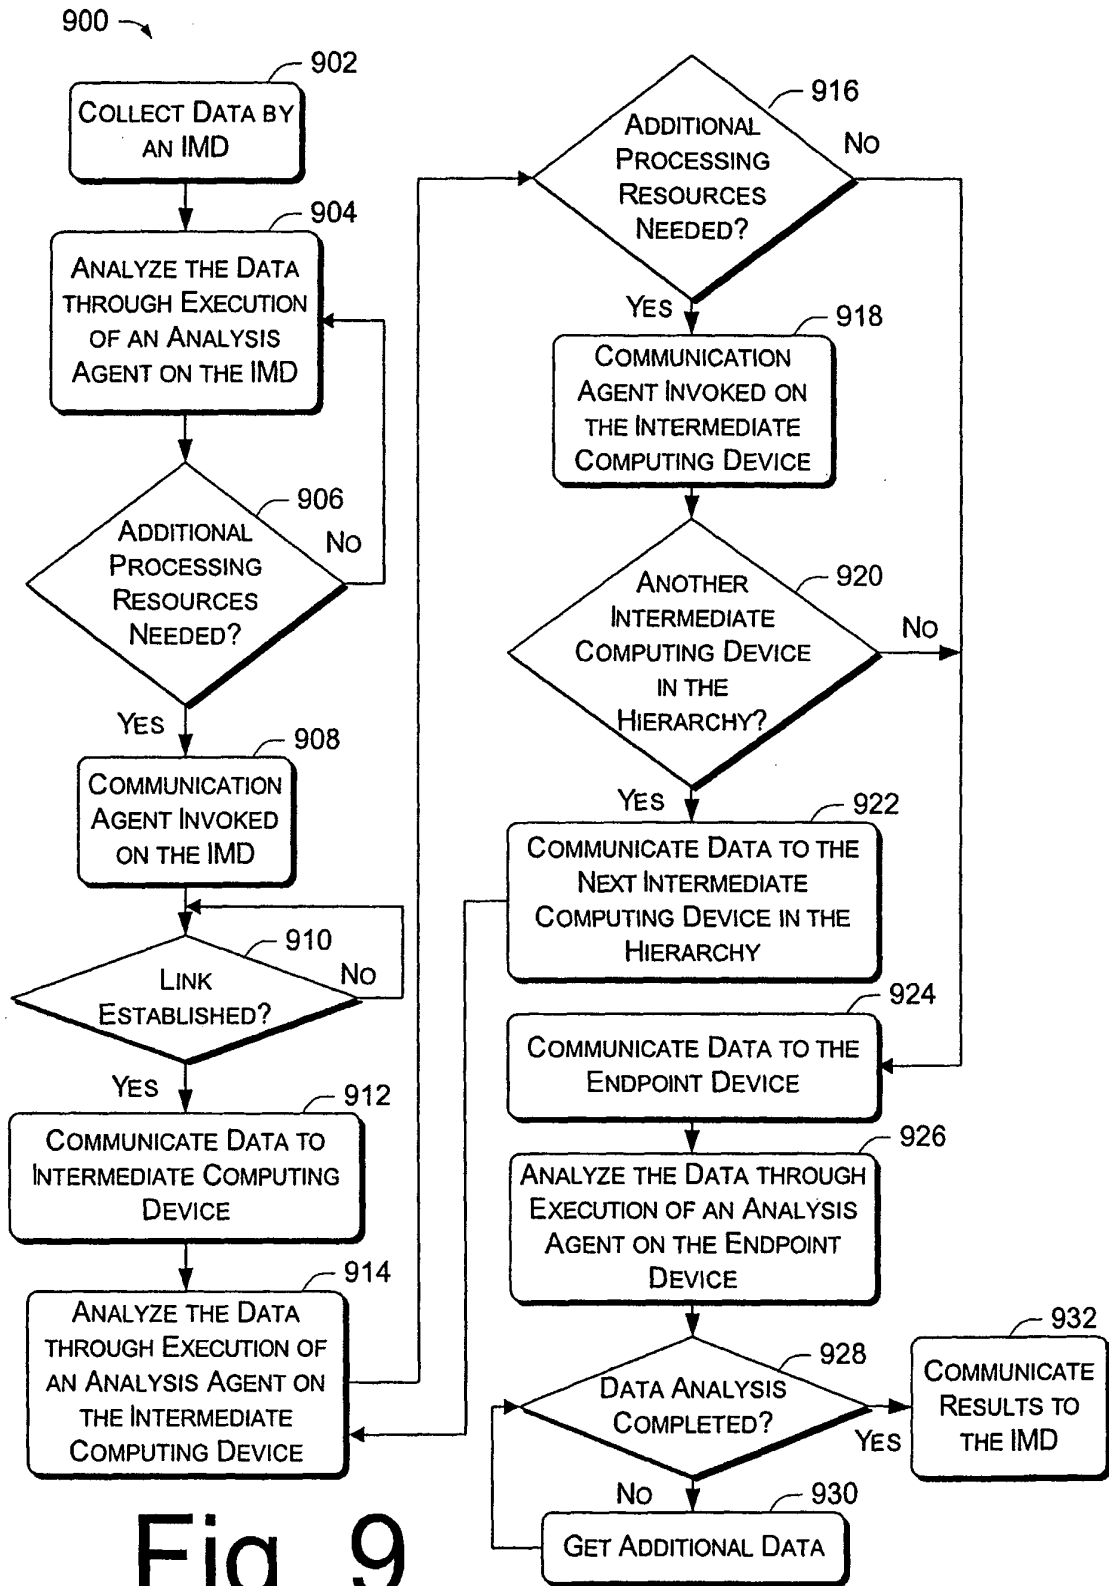 900
902
COLLECT DATA BY
AN IMD
904
ANALYZE THE DATA
THROUGH EXECUTION
OF AN ANALYSIS
AGENT ON THE IMD
906
ADDITIONAL
PROCESSING
RESOURCES
NEEDED?
NO
YES
908
COMMUNICATION
AGENT INVOKED
ON THE IMD
910
LINK
ESTABLISHED?
NO
YES
912
COMMUNICATE DATA TO
INTERMEDIATE COMPUTING
DEVICE
914
ANALYZE THE DATA
THROUGH EXECUTION OF
AN ANALYSIS AGENT ON
THE INTERMEDIATE
COMPUTING DEVICE
916
ADDITIONAL
PROCESSING
RESOURCES
NEEDED?
NO
YES
918
COMMUNICATION
AGENT INVOKED ON
THE INTERMEDIATE
COMPUTING DEVICE
920
ANOTHER
INTERMEDIATE
COMPUTING DEVICE
IN THE
HIERARCHY?
NO
YES
922
COMMUNICATE DATA TO THE
NEXT INTERMEDIATE
COMPUTING DEVICE IN THE
HIERARCHY
924
COMMUNICATE DATA TO THE
ENDPOINT DEVICE
926
ANALYZE THE DATA THROUGH
EXECUTION OF AN ANALYSIS
AGENT ON THE ENDPOINT
DEVICE
928
DATA ANALYSIS
COMPLETED?
YES
NO
930
GET ADDITIONAL DATA
932
COMMUNICATE
RESULTS TO
THE IMD
Fig. 9